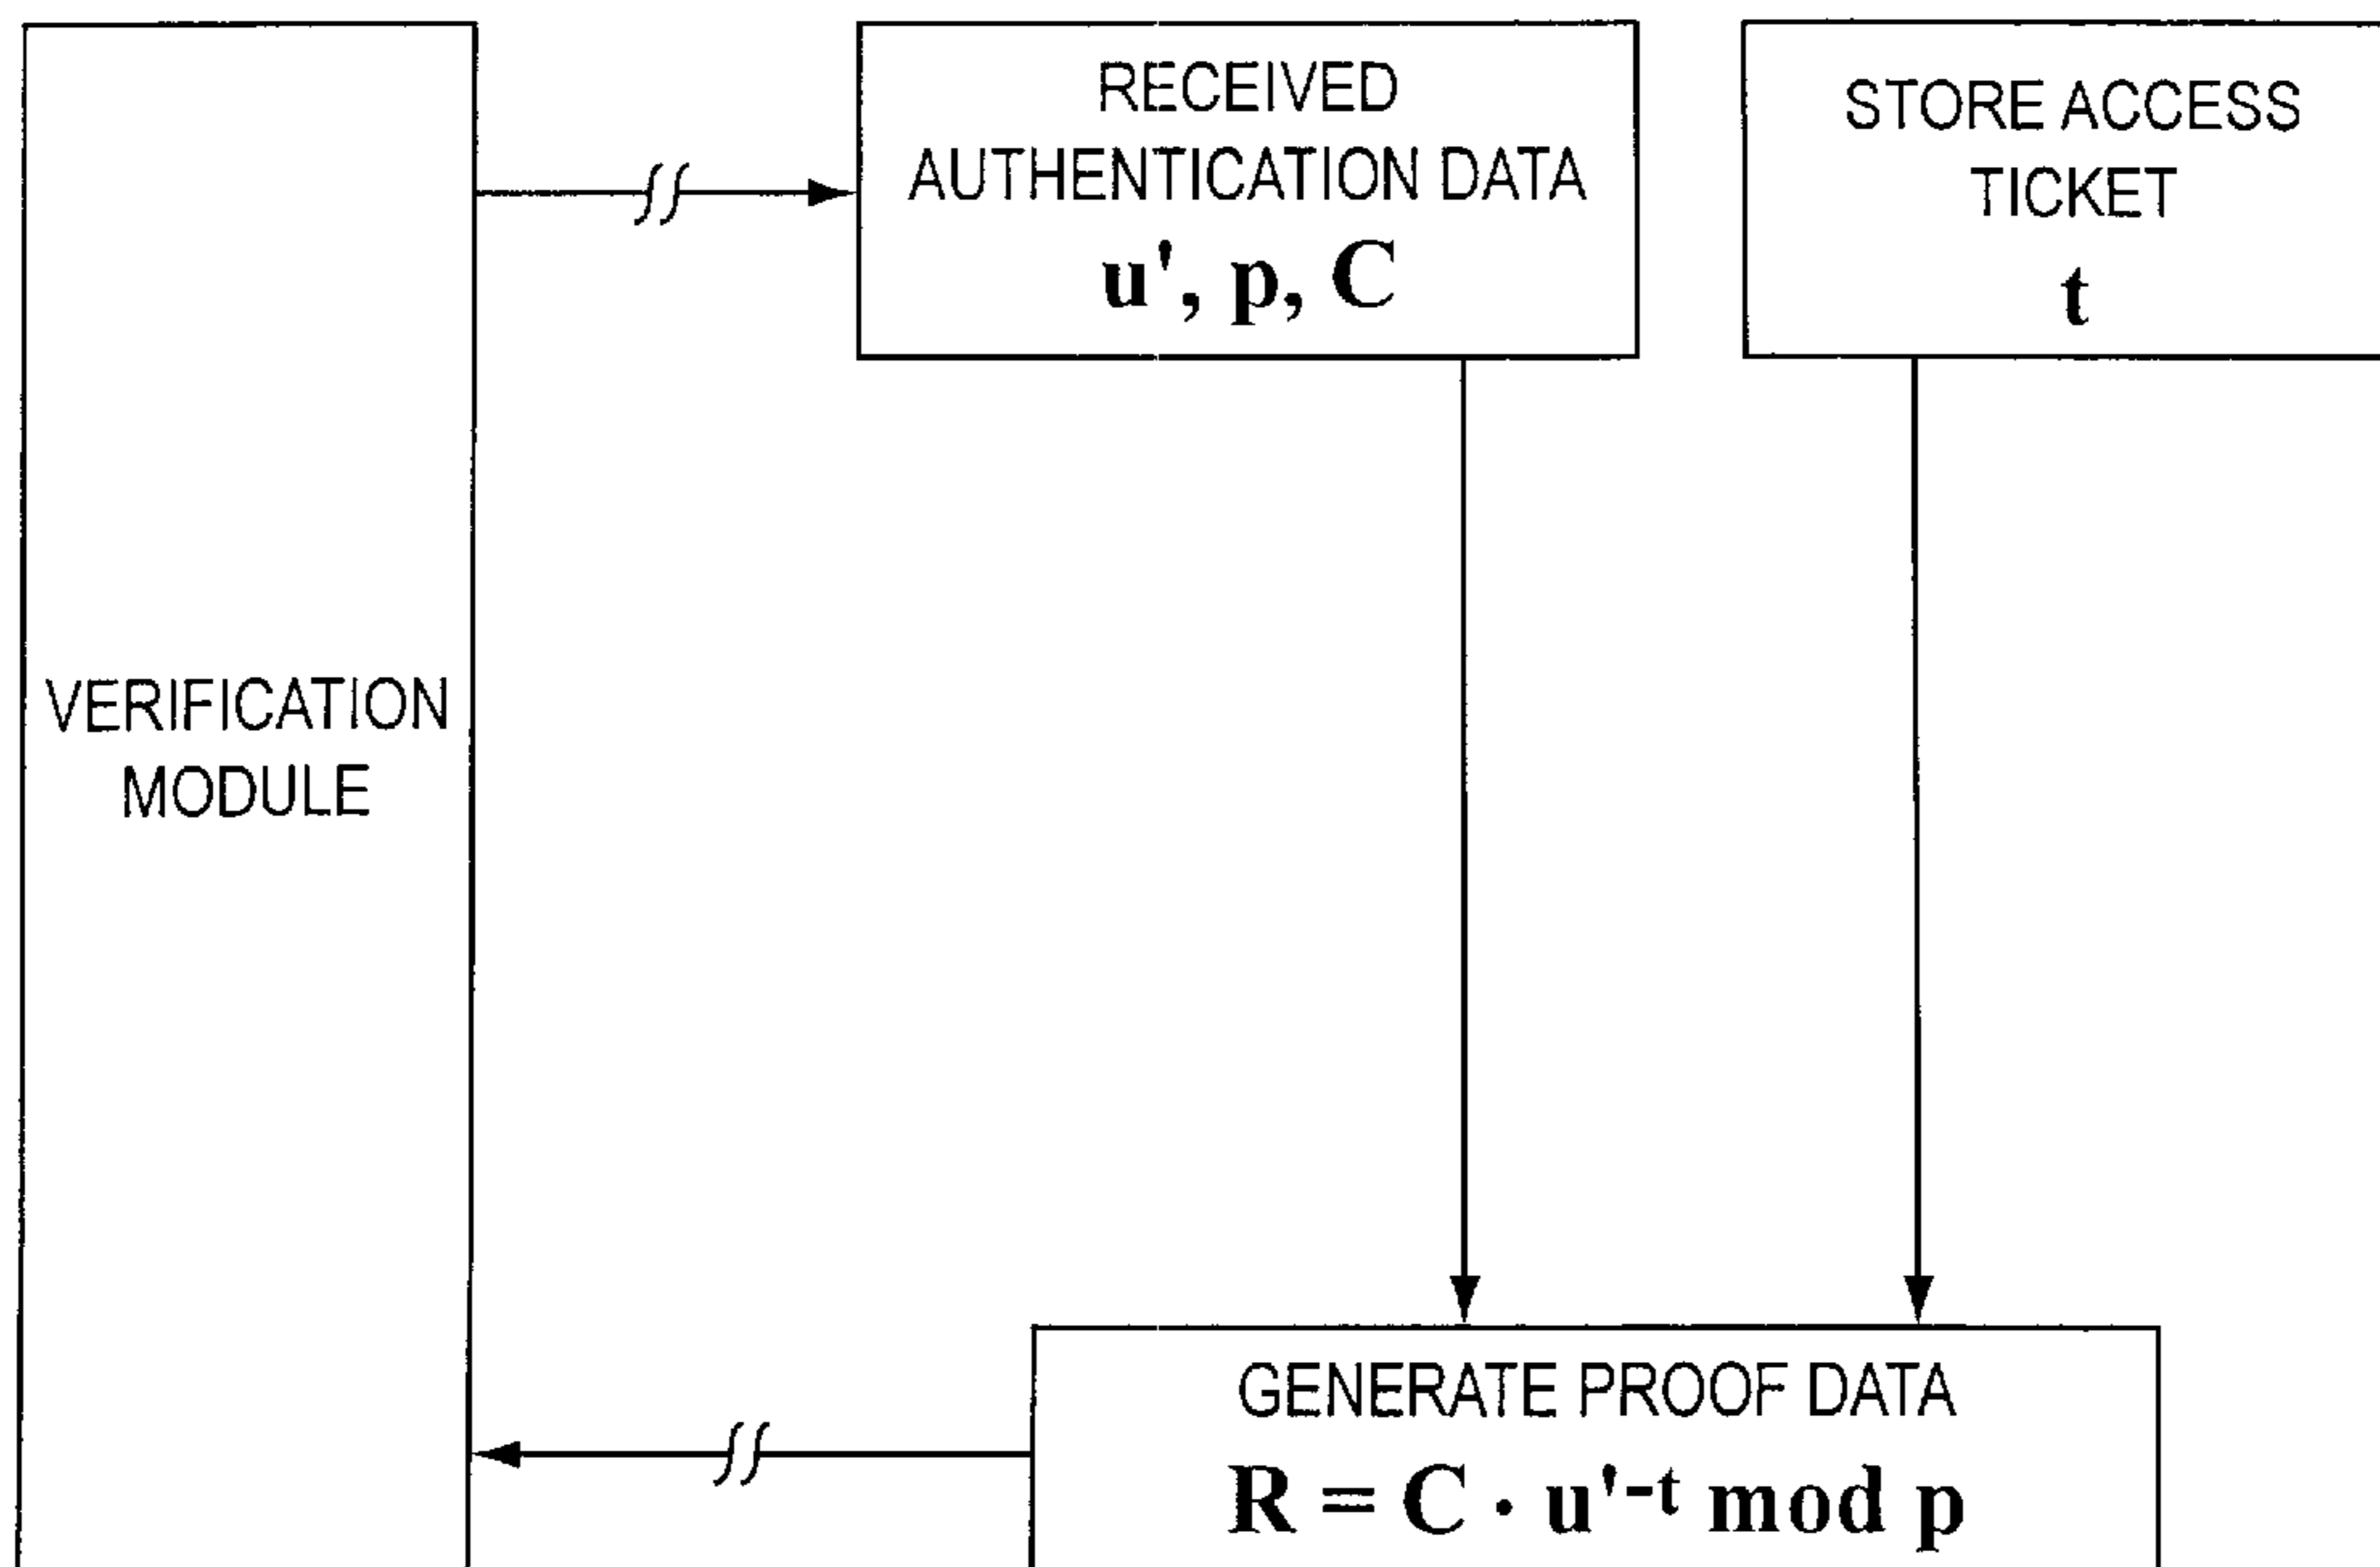 RECEIVED
AUTHENTICATION DATA
u', p, C
STORE ACCESS
TICKET
t
VERIFICATION
MODULE
GENERATE PROOF DATA
R = C · u'⁻ᵗ mod p